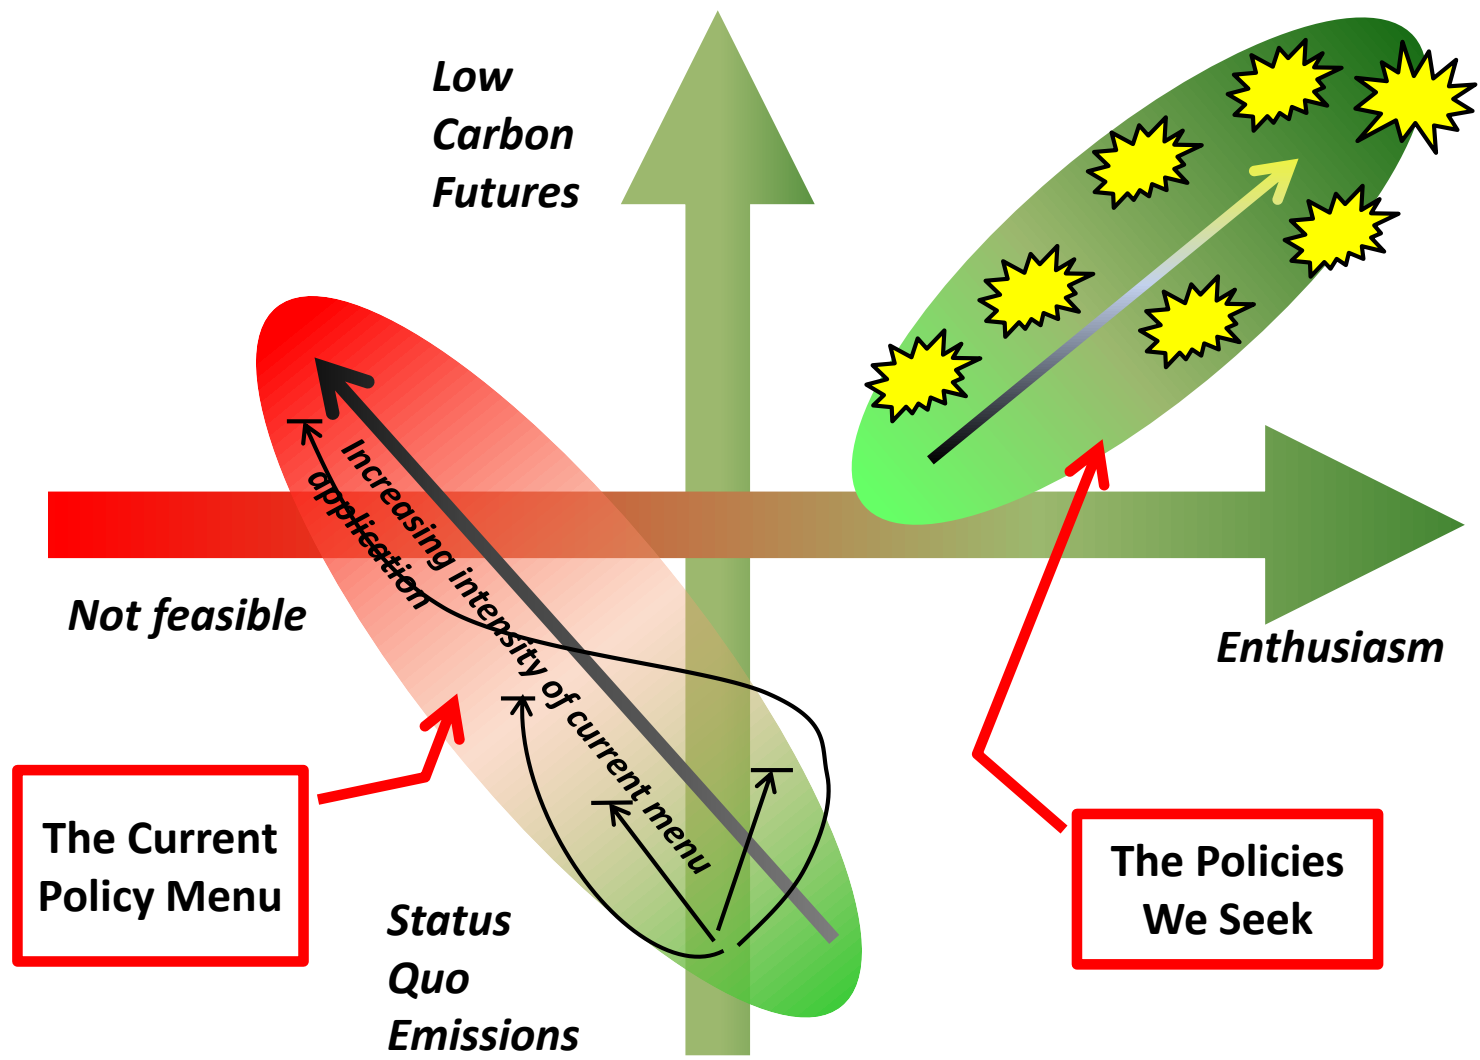 Low
Carbon
Futures
Increasing intensity of current menu
application
Not feasible
Enthusiasm
The Current
Policy Menu
The Policies
We Seek
Status
Quo
Emissions